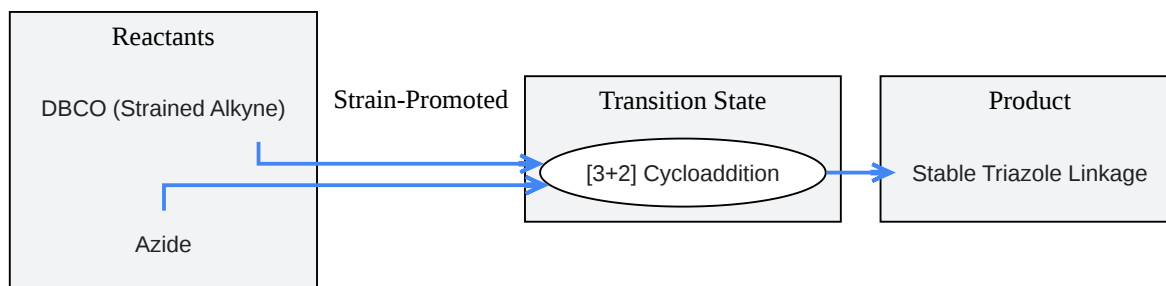 Reactants
DBCO (Strained Alkyne)
Azide
Strain-Promoted
Transition State
[3+2] Cycloaddition
Product
Stable Triazole Linkage